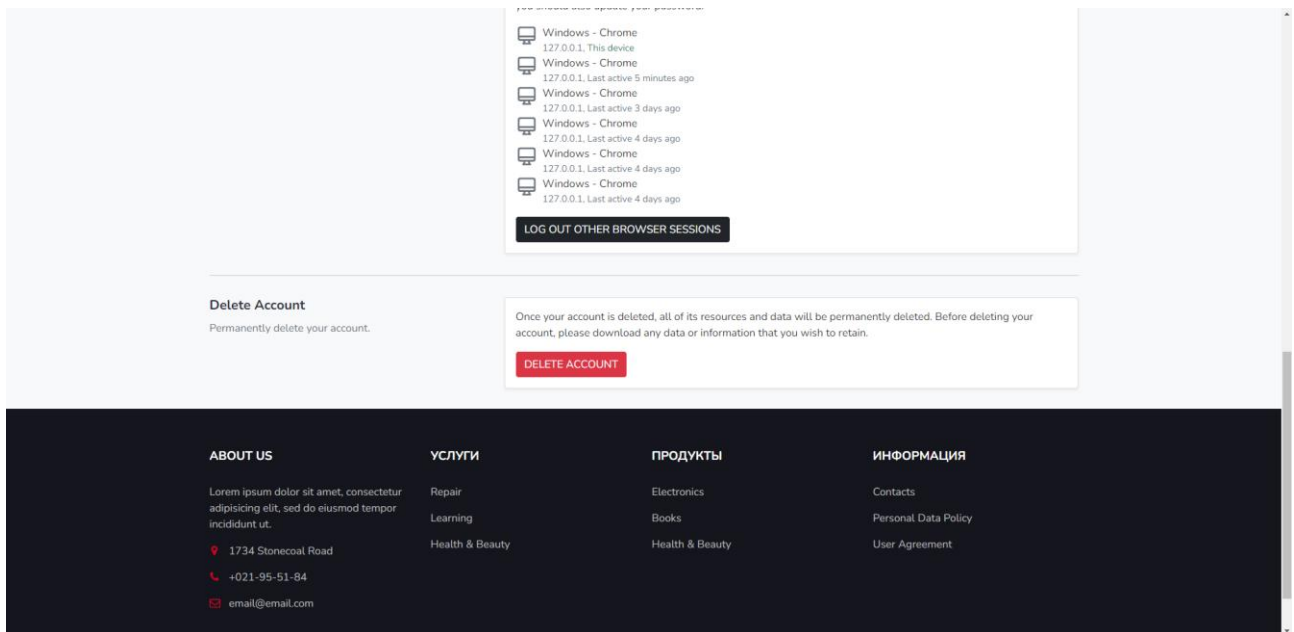 you should also update your password.
Windows - Chrome
127.0.0.1, This device
Windows - Chrome
127.0.0.1, Last active 5 minutes ago
Windows - Chrome
127.0.0.1, Last active 3 days ago
Windows - Chrome
127.0.0.1, Last active 4 days ago
Windows - Chrome
127.0.0.1, Last active 4 days ago
Windows - Chrome
127.0.0.1, Last active 4 days ago
LOG OUT OTHER BROWSER SESSIONS
Delete Account
Permanently delete your account.
Once your account is deleted, all of its resources and data will be permanently deleted. Before deleting your
account, please download any data or information that you wish to retain.
DELETE ACCOUNT
ABOUT US
Lorem ipsum dolor sit amet, consectetur
adipisicing elit, sed do eiusmod tempor
incididunt ut.
1734 Stonecoal Road
+021-95-51-84
email@email.com
УСЛУГИ
Repair
Learning
Health & Beauty
ПРОДУКТЫ
Electronics
Books
Health & Beauty
ИНФОРМАЦИЯ
Contacts
Personal Data Policy
User Agreement